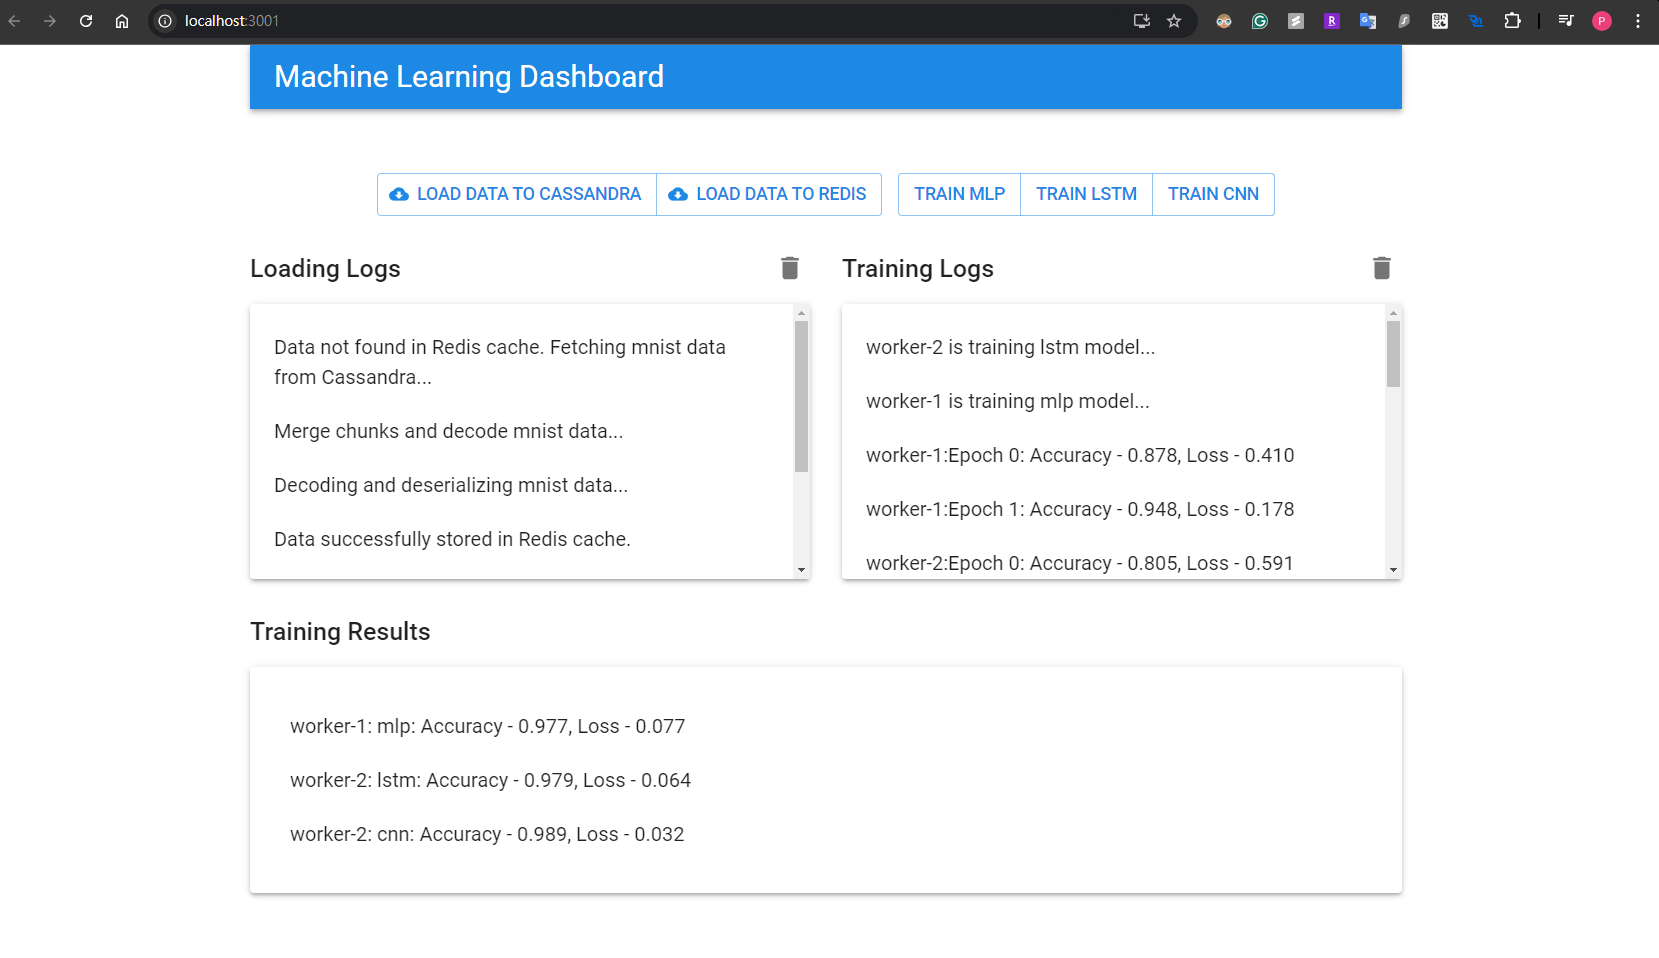 localhost:3001
Machine Learning Dashboard
LOAD DATA TO CASSANDRA
LOAD DATA TO REDIS
TRAIN MLP
TRAIN LSTM
TRAIN CNN
Loading Logs
Data not found in Redis cache. Fetching mnist data
from Cassandra...
Merge chunks and decode mnist data...
Decoding and deserializing mnist data...
Data successfully stored in Redis cache.
Training Logs
worker-2 is training lstm model...
worker-1 is training mlp model...
worker-1:Epoch 0: Accuracy - 0.878, Loss - 0.410
worker-1:Epoch 1: Accuracy - 0.948, Loss - 0.178
worker-2:Epoch 0: Accuracy - 0.805, Loss - 0.591
Training Results
worker-1: mlp: Accuracy - 0.977, Loss - 0.077
worker-2: lstm: Accuracy - 0.979, Loss - 0.064
worker-2: cnn: Accuracy - 0.989, Loss - 0.032